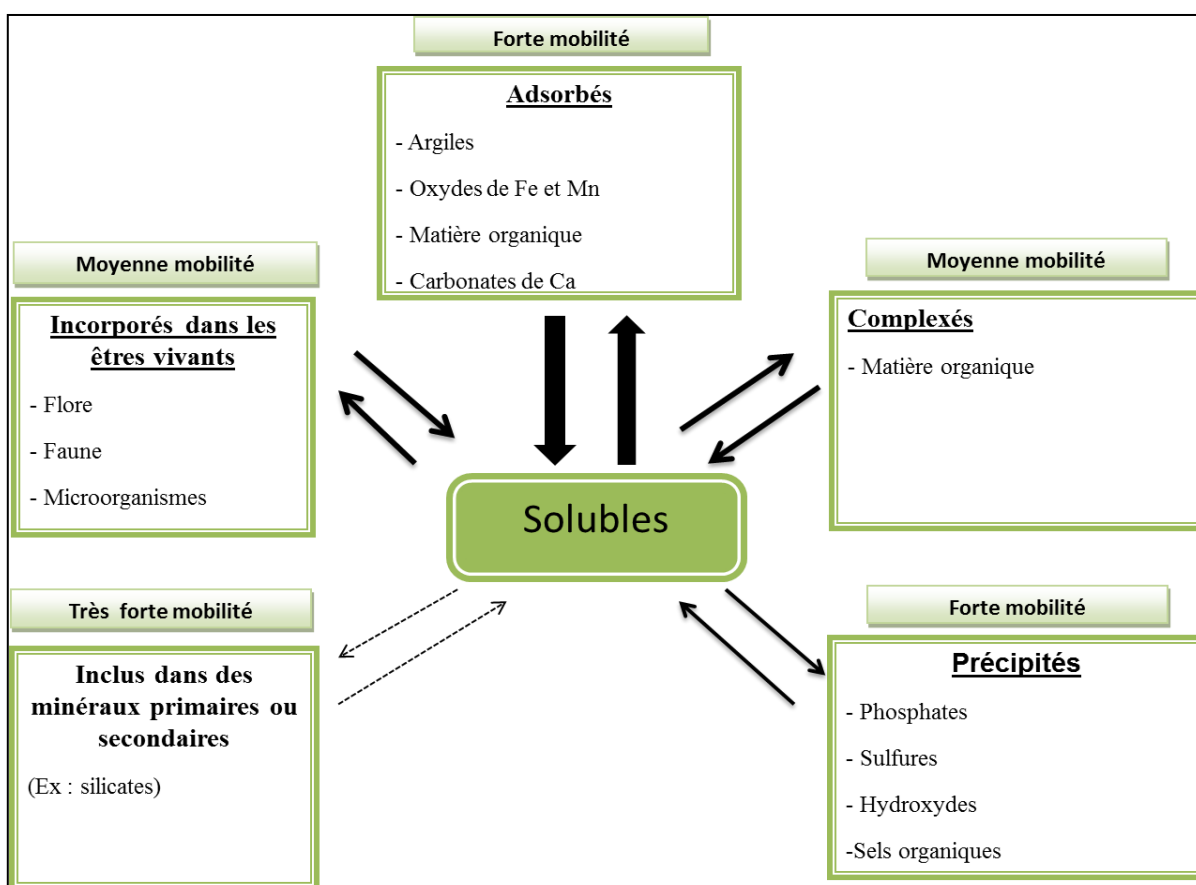 Forte mobilité
Adsorbés
- Argiles
- Oxydes de Fe et Mn
- Matière organique
- Carbonates de Ca
Moyenne mobilité
Incorporés dans les
êtres vivants
- Flore
- Faune
- Microorganismes
Moyenne mobilité
Complexés
- Matière organique
Solubles
Très forte mobilité
Inclus dans des
minéraux primaires ou
secondaires
(Ex : silicates)
Forte mobilité
Précipités
- Phosphates
- Sulfures
- Hydroxydes
-Sels organiques